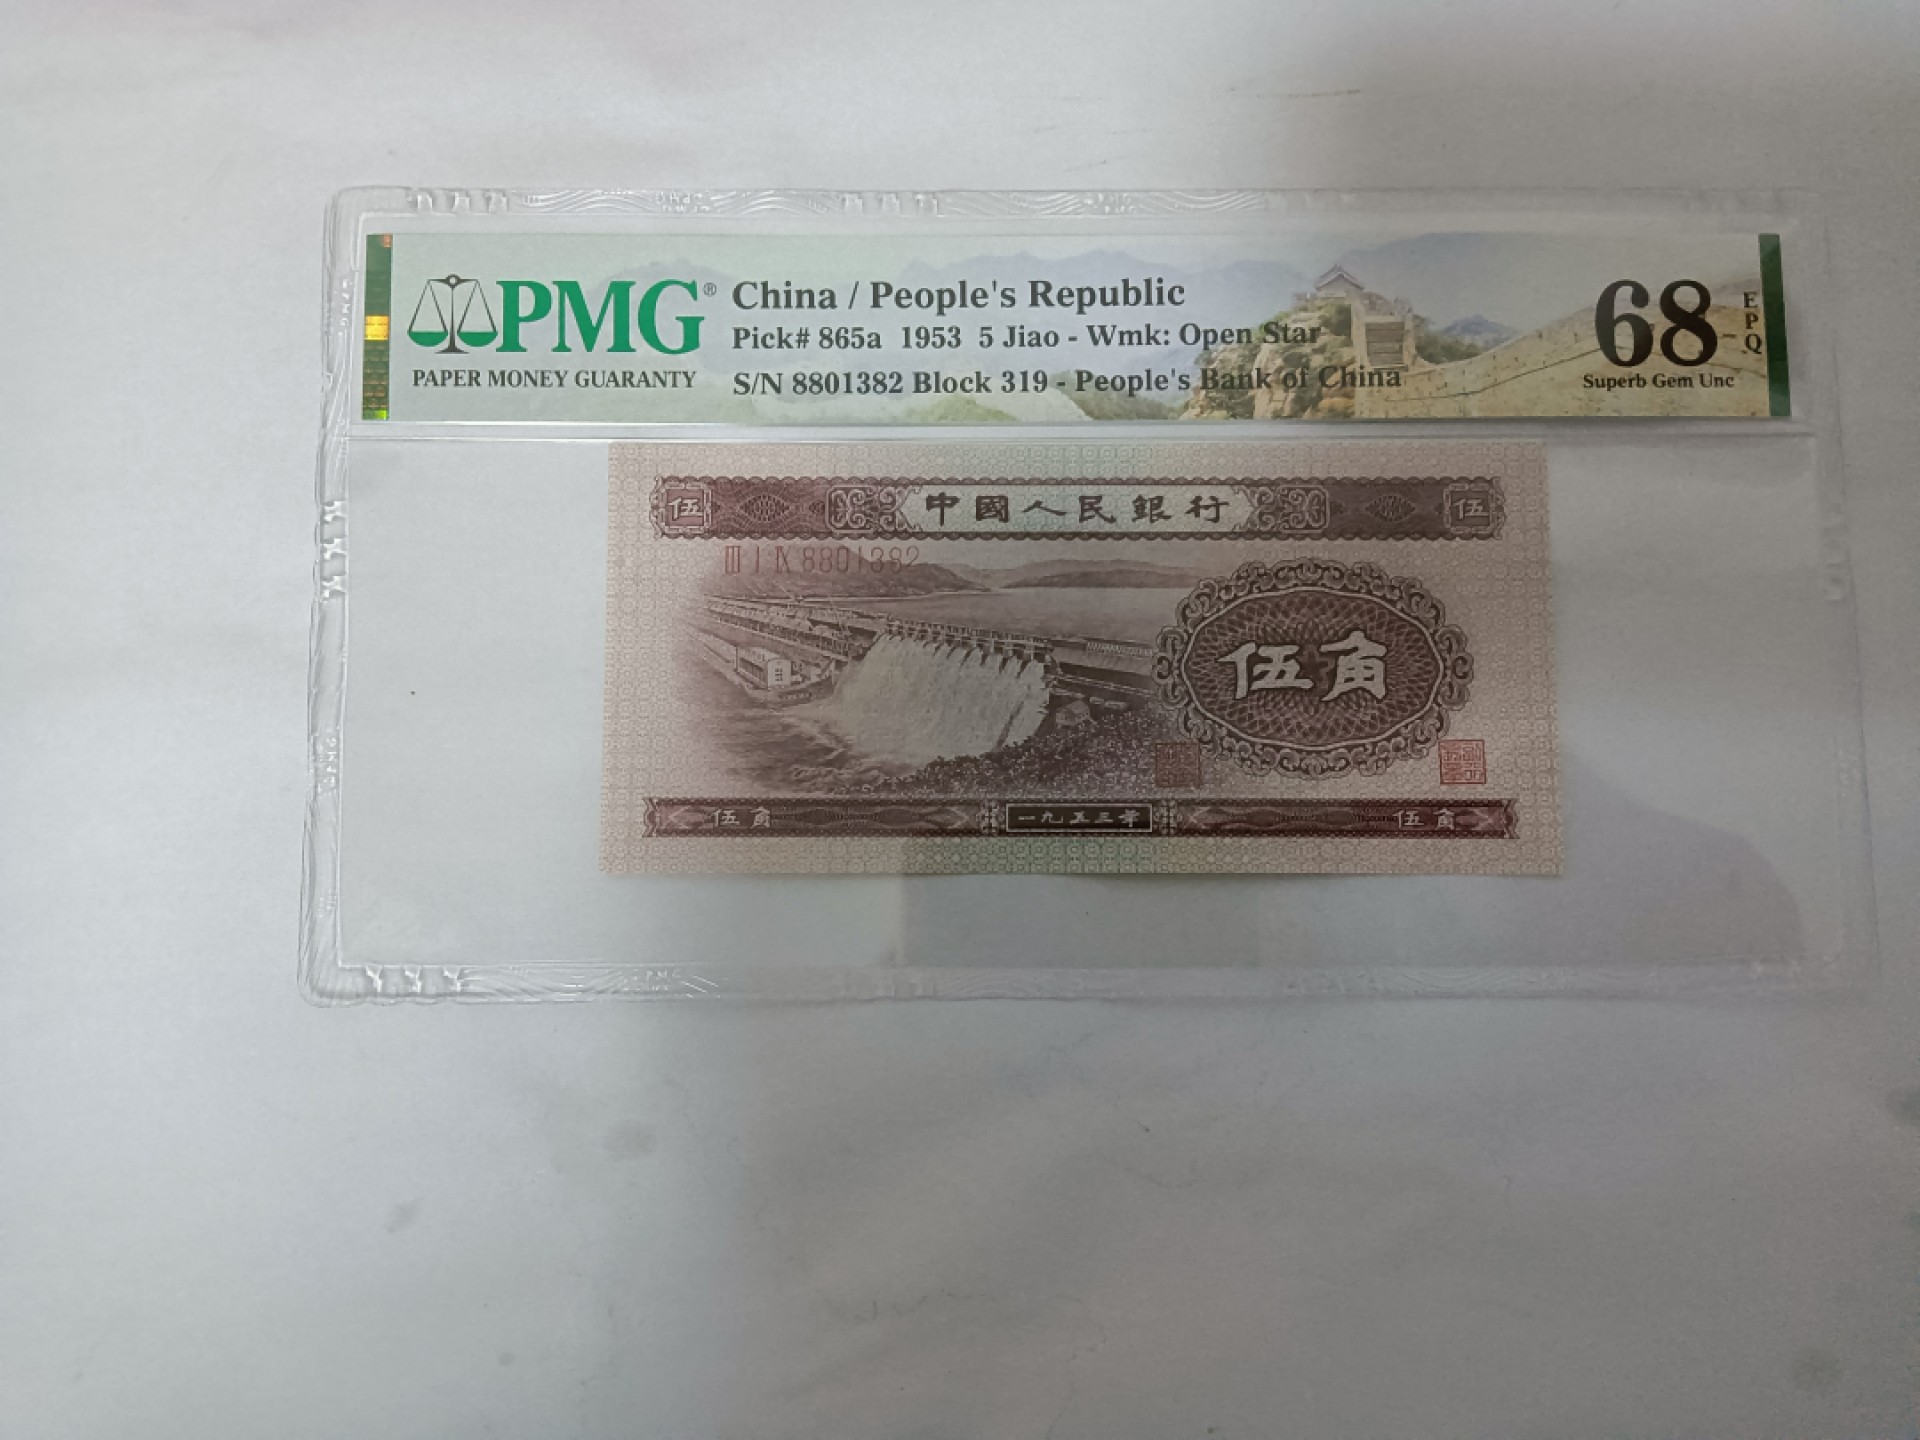 PMG®
PAPER MONEY GUARANTY
China / People's Republic
Pick# 865a 1953 5 Jiao - Wmk: Open Star
S/N 8801382 Block 319 - People's Bank of China
68
EPQ
Superb Gem Unc
伍 中國人民銀行 伍
III I IX 8801382
伍角
伍角 一九五三年 伍角